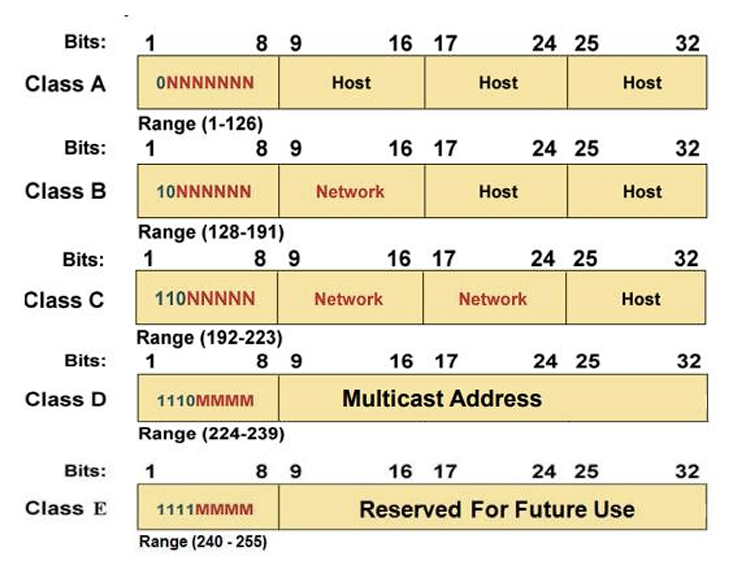 Bits: 1 8 9 16 17 24 25 32
Class A 0NNNNNNN Host Host Host
Range (1-126)
Bits: 1 8 9 16 17 24 25 32
Class B 10NNNNNN Network Host Host
Range (128-191)
Bits: 1 8 9 16 17 24 25 32
Class C 110NNNNN Network Network Host
Range (192-223)
Bits: 1 8 9 16 17 24 25 32
Class D 1110MMMM Multicast Address
Range (224-239)
Bits: 1 8 9 16 17 24 25 32
Class E 1111MMMM Reserved For Future Use
Range (240 - 255)